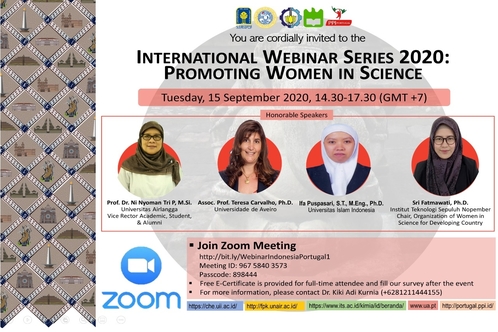 You are cordially invited to the
INTERNATIONAL WEBINAR SERIES 2020:
PROMOTING WOMEN IN SCIENCE
Tuesday, 15 September 2020, 14.30-17.30 (GMT +7)
Honorable Speakers
Prof. Dr. Ni Nyoman Tri P, M.Si.
Universitas Airlangga
Vice Rector Academic, Student,
& Alumni
Assoc. Prof. Teresa Carvalho, Ph.D.
Universidade de Aveiro
Ifa Puspasari, S.T., M.Eng., Ph.D.
Universitas Islam Indonesia
Sri Fatmawati, Ph.D.
Institut Teknologi Sepuluh Nopember
Chair, Organization of Women in
Science for Developing Country
zoom
▪ Join Zoom Meeting
http://bit.ly/WebinarIndonesiaPortugal1
Meeting ID: 967 5840 3573
Passcode: 898444
▪ Free E-Certificate is provided for full-time attendee and fill our survey after the event
▪ For more information, please contact Dr. Kiki Adi Kurnia (+6281211444155)
https://che.uii.ac.id/ http://fpk.unair.ac.id/ https://www.its.ac.id/kimia/id/beranda/ www.ua.pt http://portugal.ppi.id/